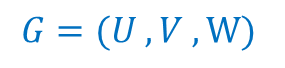 G = (U ,V ,W)